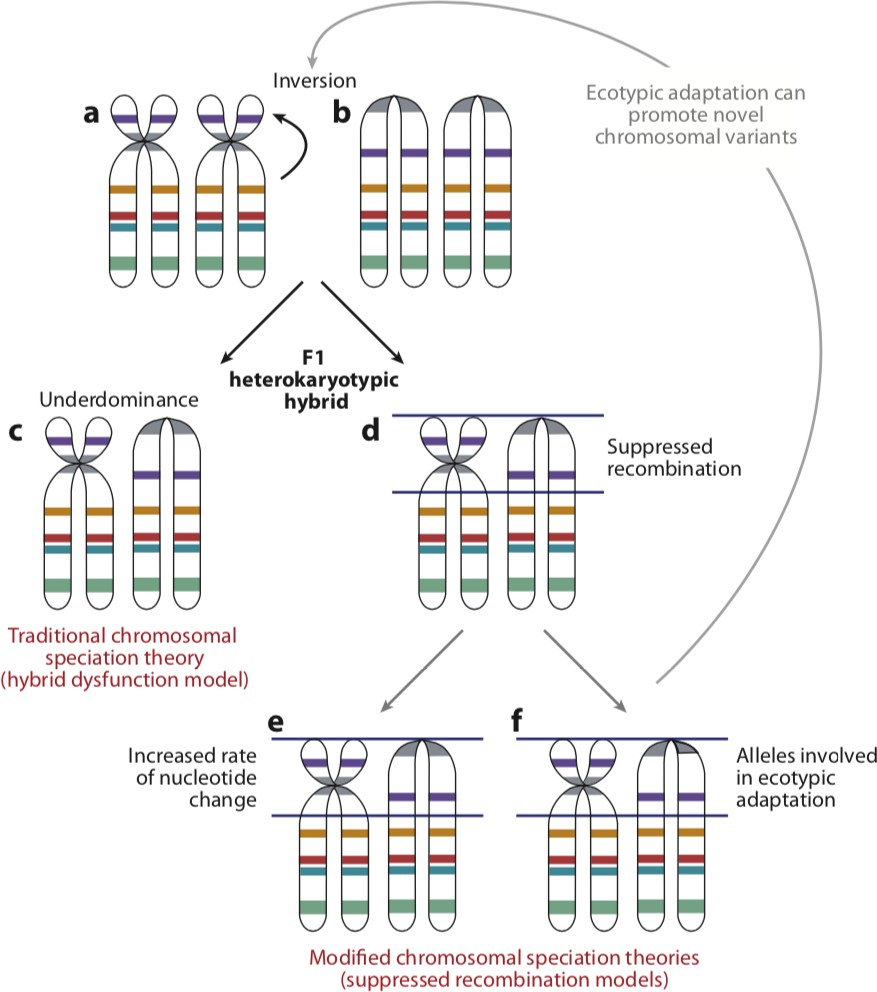 Inversion
Ecotypic adaptation can
promote novel
chromosomal variants
a
b
F1
heterokaryotypic
hybrid
Underdominance
c
d
Suppressed
recombination
Traditional chromosomal
speciation theory
(hybrid dysfunction model)
e
f
Increased rate
of nucleotide
change
Alleles involved
in ecotypic
adaptation
Modified chromosomal speciation theories
(suppressed recombination models)